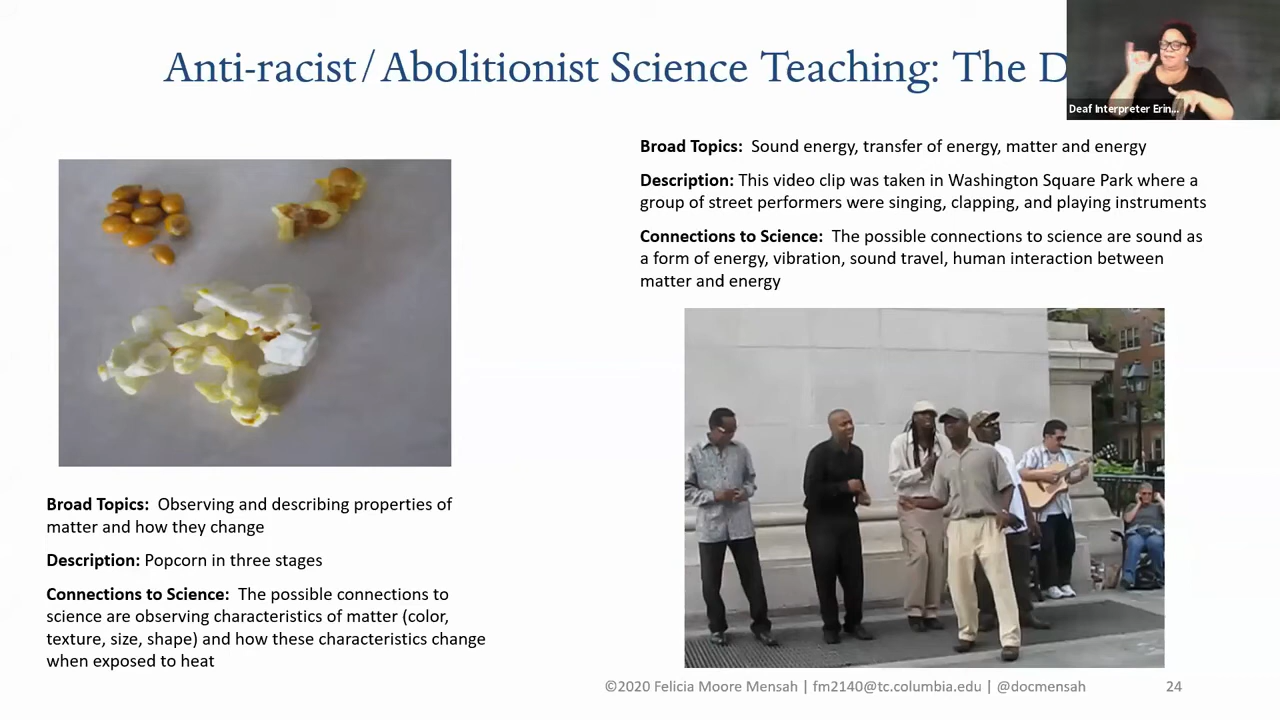 Anti-racist/Abolitionist Science Teaching: The D
Deaf Interpreter Erin...
Broad Topics: Observing and describing properties of
matter and how they change
Description: Popcorn in three stages
Connections to Science: The possible connections to
science are observing characteristics of matter (color,
texture, size, shape) and how these characteristics change
when exposed to heat
Broad Topics: Sound energy, transfer of energy, matter and energy
Description: This video clip was taken in Washington Square Park where a
group of street performers were singing, clapping, and playing instruments
Connections to Science: The possible connections to science are sound as
a form of energy, vibration, sound travel, human interaction between
matter and energy
©2020 Felicia Moore Mensah | fm2140@tc.columbia.edu | @docmensah
24